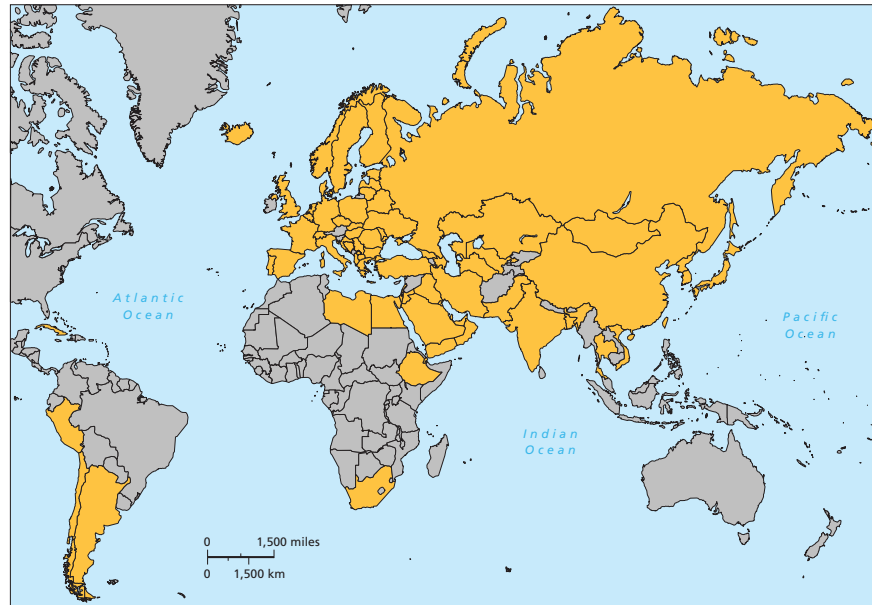 Atlantic
Ocean
Pacific
Ocean
Indian
Ocean
0 1,500 miles
0 1,500 km